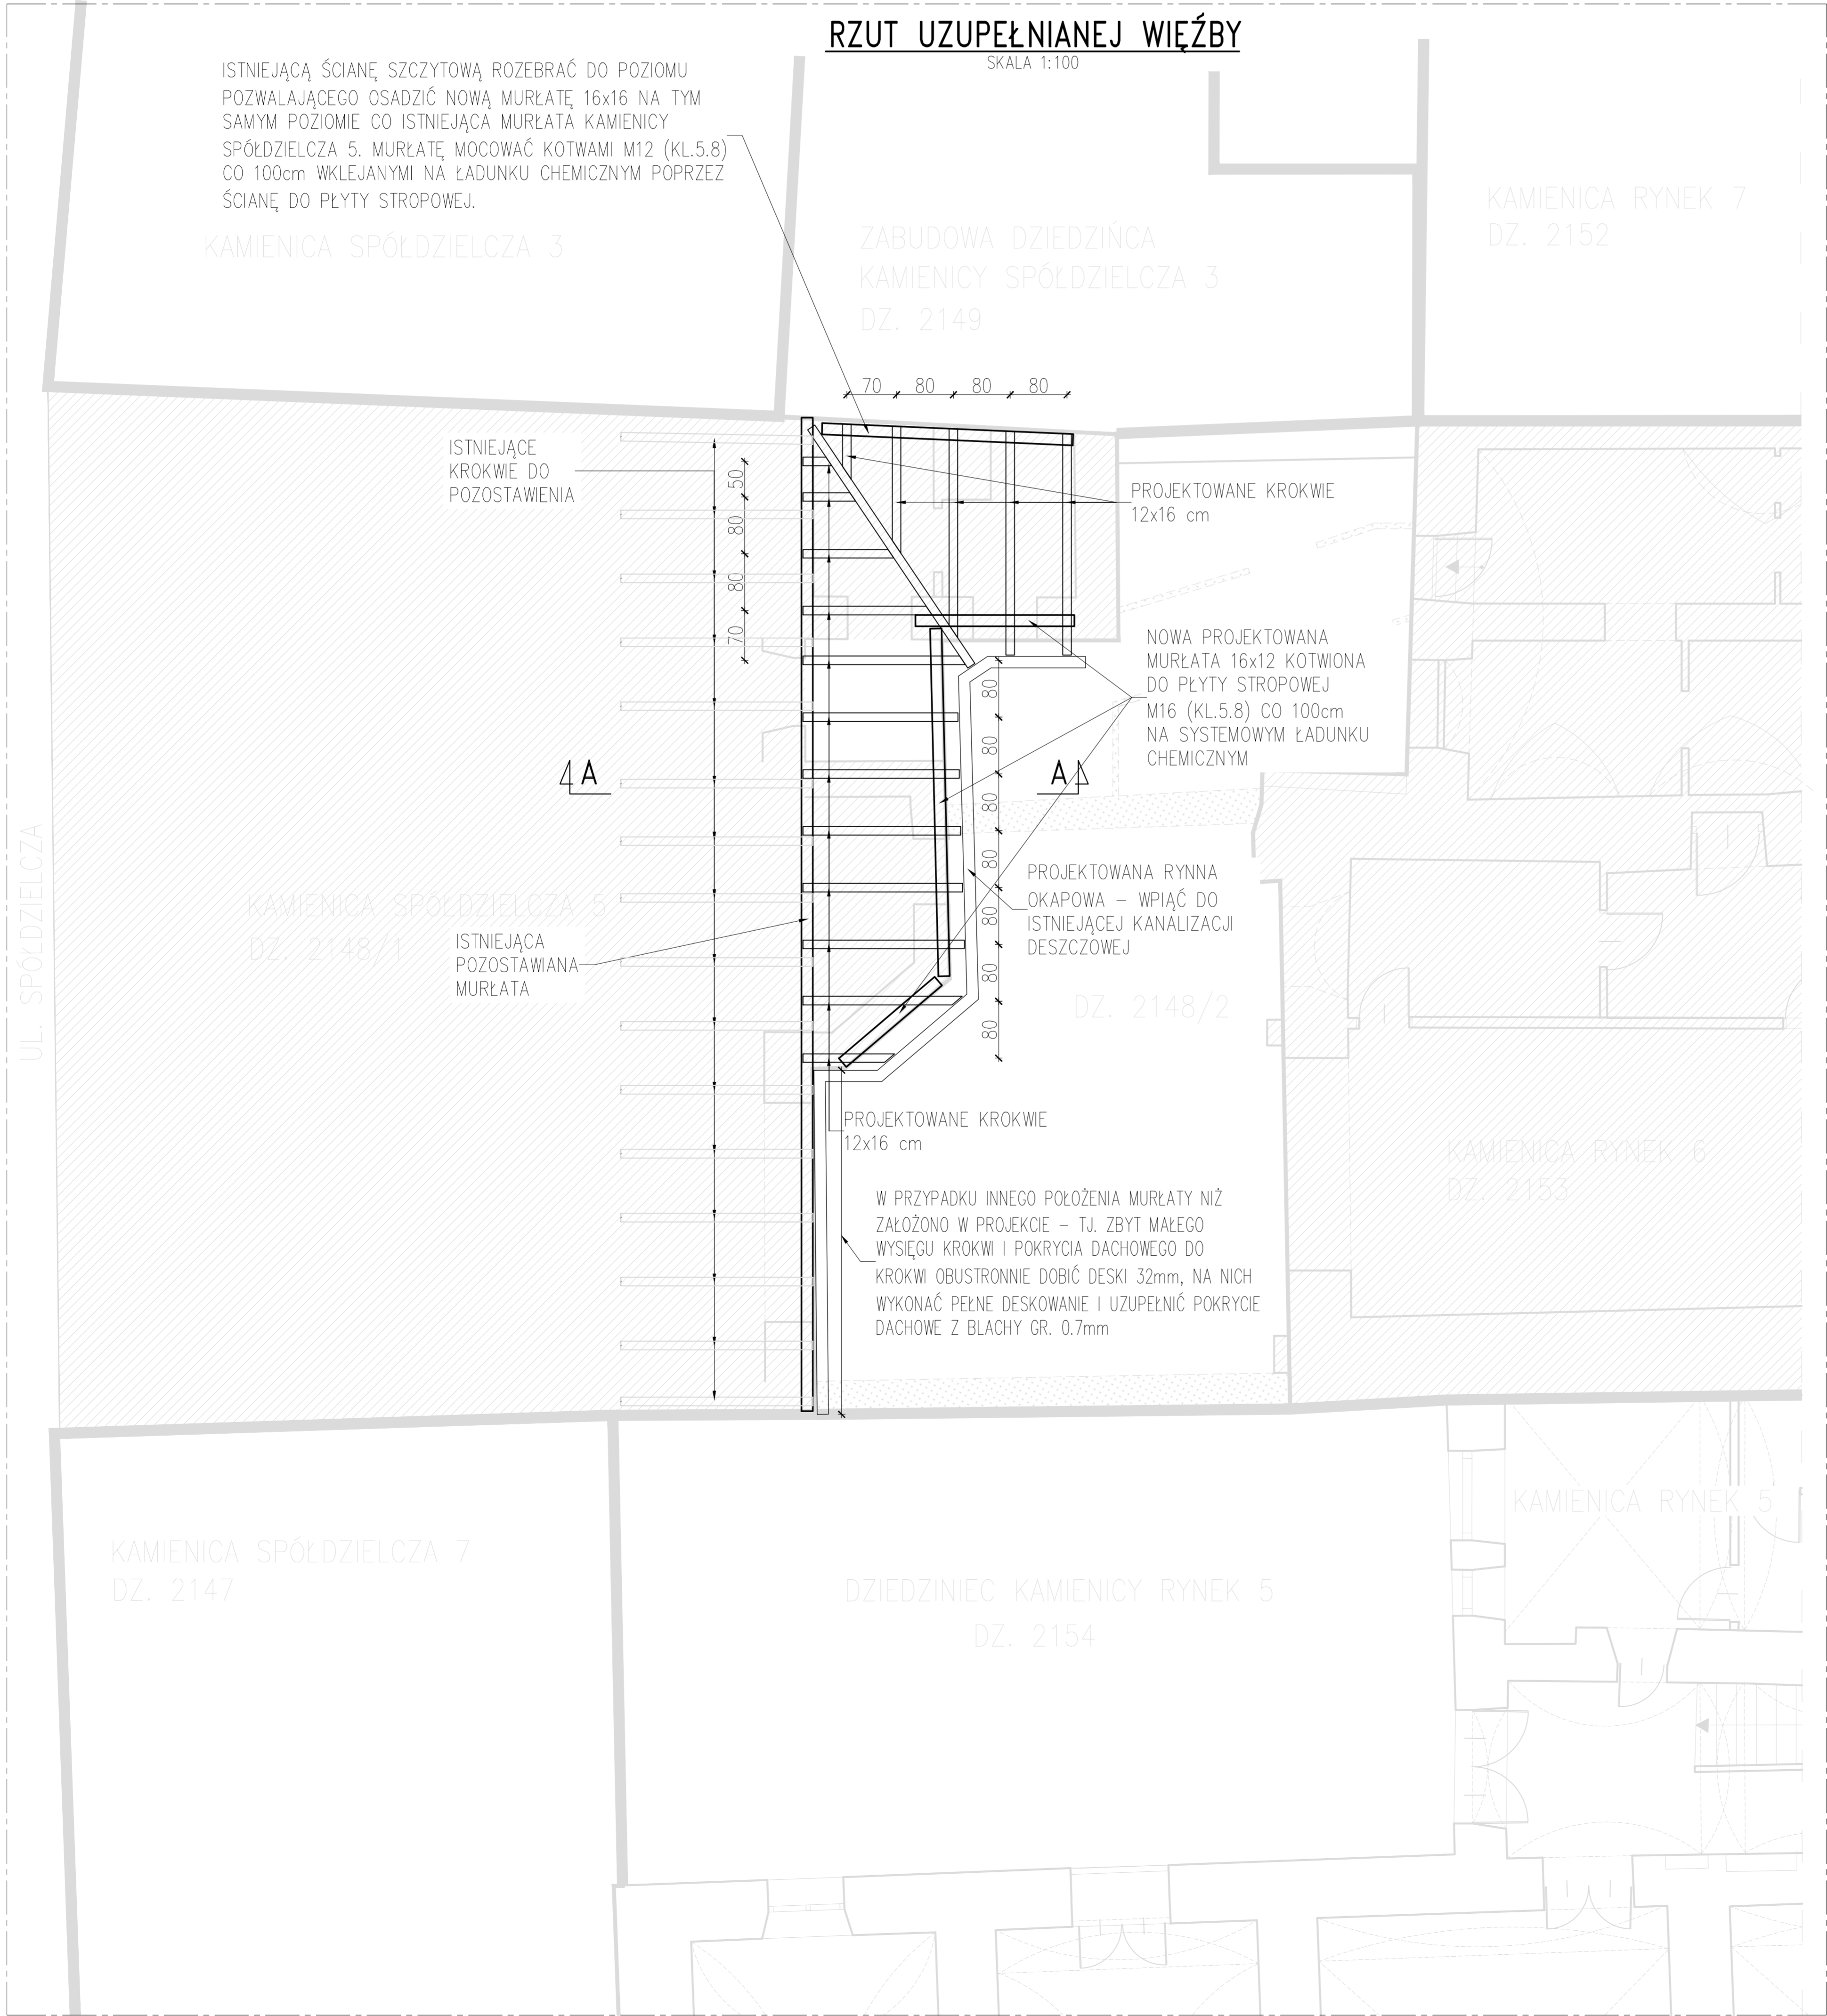 RZUT UZUPEŁNIANEJ WIĘŹBY
SKALA 1:100
ISTNIEJĄCĄ ŚCIANĘ SZCZYTOWĄ ROZEBRAĆ DO POZIOMU
POZWALAJĄCEGO OSADZIĆ NOWĄ MURŁATĘ 16x16 NA TYM
SAMYM POZIOMIE CO ISTNIEJĄCA MURŁATA KAMIENICY
SPÓŁDZIELCZA 5. MURŁATĘ MOCOWAĆ KOTWAMI M12 (KL.5.8)
CO 100cm WKLEJANYMI NA ŁADUNKU CHEMICZNYM POPRZEZ
ŚCIANĘ DO PŁYTY STROPOWEJ.
KAMIENICA SPÓŁDZIELCZA 3
ZABUDOWA DZIEDZIŃCA
KAMIENICY SPÓŁDZIELCZA 3
DZ. 2149
KAMIENICA RYNEK 7
DZ. 2152
70 80 80 80
ISTNIEJĄCE
KROKWIE DO
POZOSTAWIENIA
50
80
80
70
PROJEKTOWANE KROKWIE
12x16 cm
NOWA PROJEKTOWANA
MURŁATA 16x12 KOTWIONA
DO PŁYTY STROPOWEJ
M16 (KL.5.8) CO 100cm
NA SYSTEMOWYM ŁADUNKU
CHEMICZNYM
A
A
80
80
80
80
80
80
80
PROJEKTOWANA RYNNA
OKAPOWA – WPIĄĆ DO
ISTNIEJĄCEJ KANALIZACJI
DESZCZOWEJ
UL. SPÓŁDZIELCZA
KAMIENICA SPÓŁDZIELCZA 5
DZ. 2148/1
ISTNIEJĄCA
POZOSTAWIANA
MURŁATA
DZ. 2148/2
PROJEKTOWANE KROKWIE
12x16 cm
KAMIENICA RYNEK 6
DZ. 2153
W PRZYPADKU INNEGO POŁOŻENIA MURŁATY NIŻ
ZAŁOŻONO W PROJEKCIE – TJ. ZBYT MAŁEGO
WYSIĘGU KROKWI I POKRYCIA DACHOWEGO DO
KROKWI OBUSTRONNIE DOBIĆ DESKI 32mm, NA NICH
WYKONAĆ PEŁNE DESKOWANIE I UZUPEŁNIĆ POKRYCIE
DACHOWE Z BLACHY GR. 0.7mm
KAMIENICA RYNEK 5
KAMIENICA SPÓŁDZIELCZA 7
DZ. 2147
DZIEDZINIEC KAMIENICY RYNEK 5
DZ. 2154